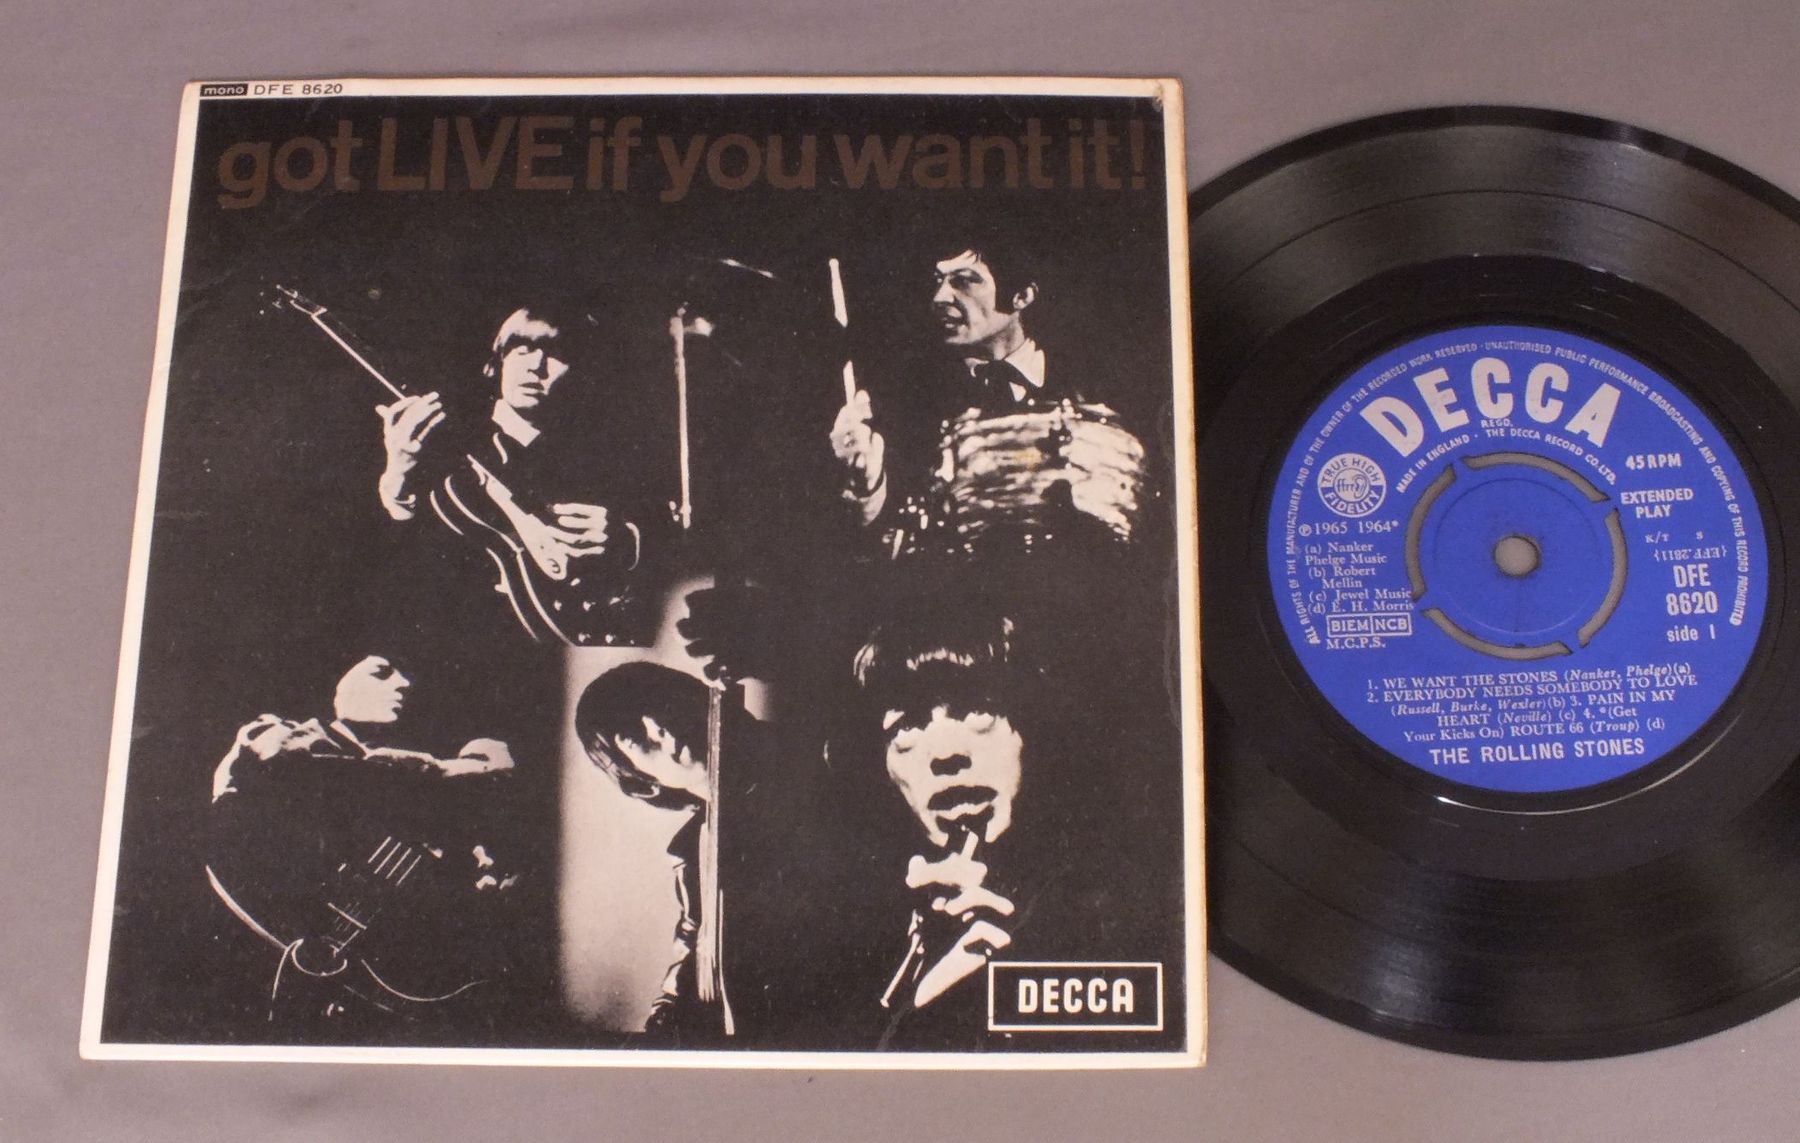 mono DFE 8620
got LIVE if you want it!
DECCA
ALL RIGHTS OF THE MANUFACTURER AND OF THE OWNER OF THE RECORDED WORK RESERVED · UNAUTHORISED PUBLIC PERFORMANCE BROADCASTING AND COPYING OF THIS RECORD PROHIBITED
DECCA
REGD.
MADE IN ENGLAND · THE DECCA RECORD CO. LTD.
TRUE HIGH FIDELITY
ffrr
45 RPM
EXTENDED
PLAY
K/T S
{EFF.2811}
DFE
8620
side 1
℗1965 1964*
(a) Nanker
Phelge Music
(b) Robert
Mellin
(c) Jewel Music
(d) E. H. Morris
BIEM NCB
M.C.P.S.
1. WE WANT THE STONES (Nanker, Phelge)(a)
2. EVERYBODY NEEDS SOMEBODY TO LOVE
(Russell, Burke, Wexler)(b) 3. PAIN IN MY
HEART (Neville) (c) 4. *(Get
Your Kicks On) ROUTE 66 (Troup) (d)
THE ROLLING STONES